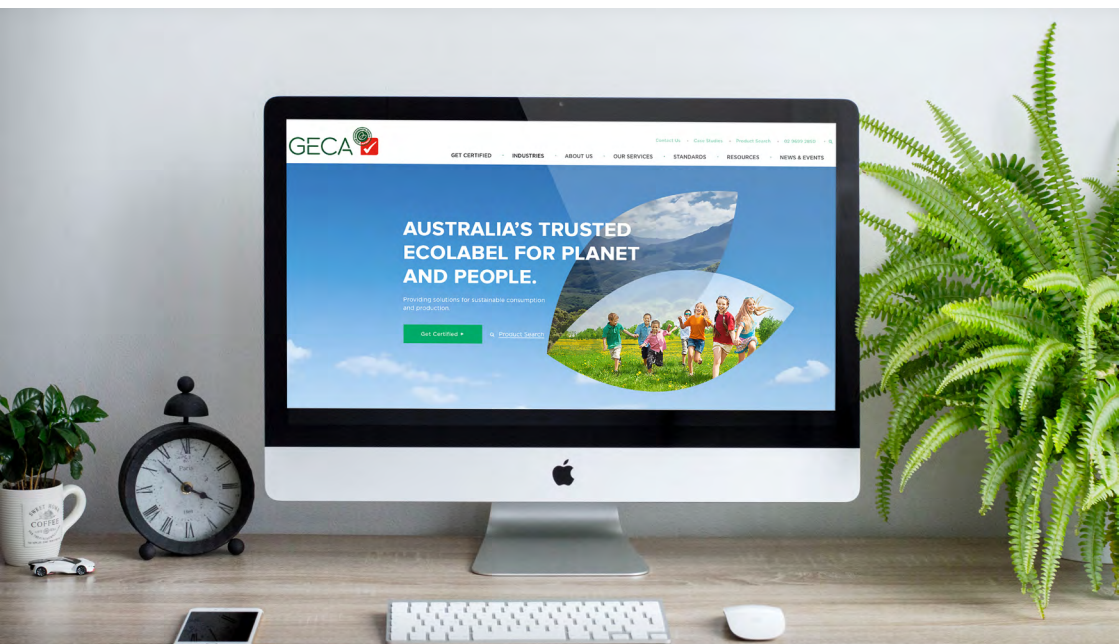 GECA
Contact Us
Case Studies
Product Search
GET CERTIFIED
INDUSTRIES
ABOUT US
OUR SERVICES
STANDARDS
RESOURCES
NEWS & EVENTS
AUSTRALIA'S TRUSTED
ECOLABEL FOR PLANET
AND PEOPLE.
Providing solutions for sustainable consumption
and production.
Get Certified
Product Search
COFFEE
Paris